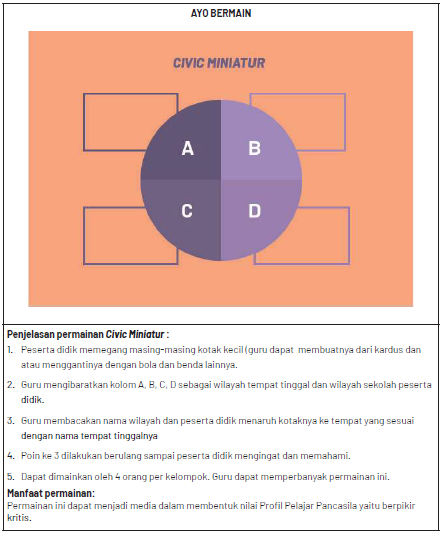 AYO BERMAIN
CIVIC MINIATUR
A B
C D
Penjelasan permainan Civic Miniatur :
1. Peserta didik memegang masing-masing kotak kecil (guru dapat membuatnya dari kardus dan
atau menggantinya dengan bola dan benda lainnya.
2. Guru mengibaratkan kolom A, B, C, D sebagai wilayah tempat tinggal dan wilayah sekolah peserta
didik.
3. Guru membacakan nama wilayah dan peserta didik menaruh kotaknya ke tempat yang sesuai
dengan nama tempat tinggalnya
4. Poin ke 3 dilakukan berulang sampai peserta didik mengingat dan memahami.
5. Dapat dimainkan oleh 4 orang per kelompok. Guru dapat memperbanyak permainan ini.
Manfaat permainan:
Permainan ini dapat menjadi media dalam membentuk nilai Profil Pelajar Pancasila yaitu berpikir
kritis.